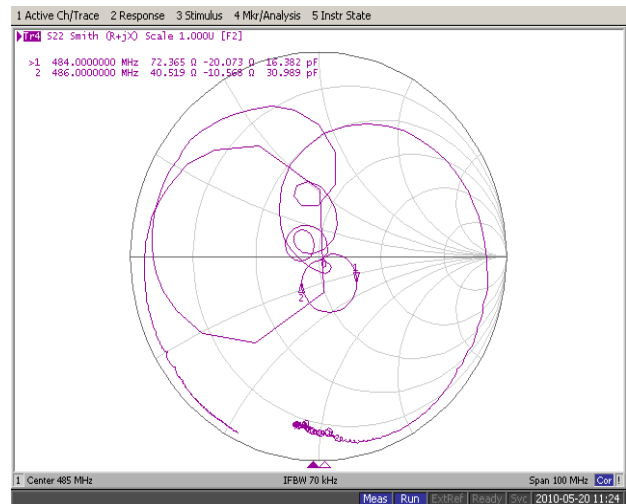 1 Active Ch/Trace 2 Response 3 Stimulus 4 Mkr/Analysis 5 Instr State
Tr4 S22 Smith (R+jX) Scale 1.000U [F2]
>1 484.0000000 MHz 72.365 Ω -20.073 Ω 16.382 pF
2 486.0000000 MHz 40.519 Ω -10.568 Ω 30.989 pF
1
2
1 Center 485 MHz IFBW 70 kHz Span 100 MHz Cor !
Meas Run ExtRef Ready Svc 2010-05-20 11:24